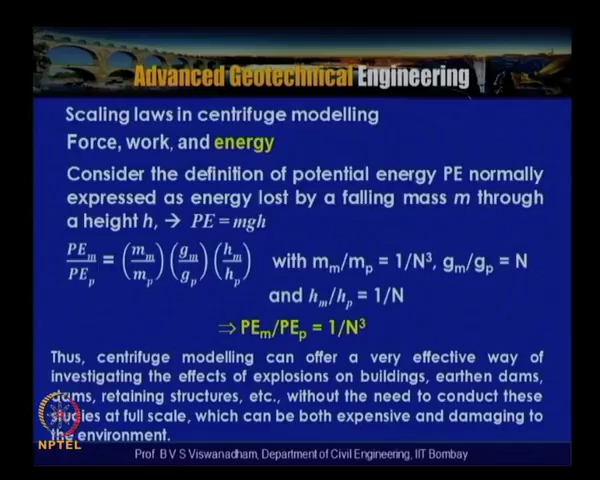 Advanced Geotechnical Engineering
Scaling laws in centrifuge modelling
Force, work, and energy
Consider the definition of potential energy PE normally
expressed as energy lost by a falling mass m through
a height h, → PE = mgh
PEₘ/PEₚ = (mₘ/mₚ) (gₘ/gₚ) (hₘ/hₚ) with mₘ/mₚ = 1/N³, gₘ/gₚ = N
and hₘ/hₚ = 1/N
⇒ PEₘ/PEₚ = 1/N³
Thus, centrifuge modelling can offer a very effective way of
investigating the effects of explosions on buildings, earthen dams,
dams, retaining structures, etc., without the need to conduct these
studies at full scale, which can be both expensive and damaging to
the environment.
NPTEL
Prof. B V S Viswanadham, Department of Civil Engineering, IIT Bombay